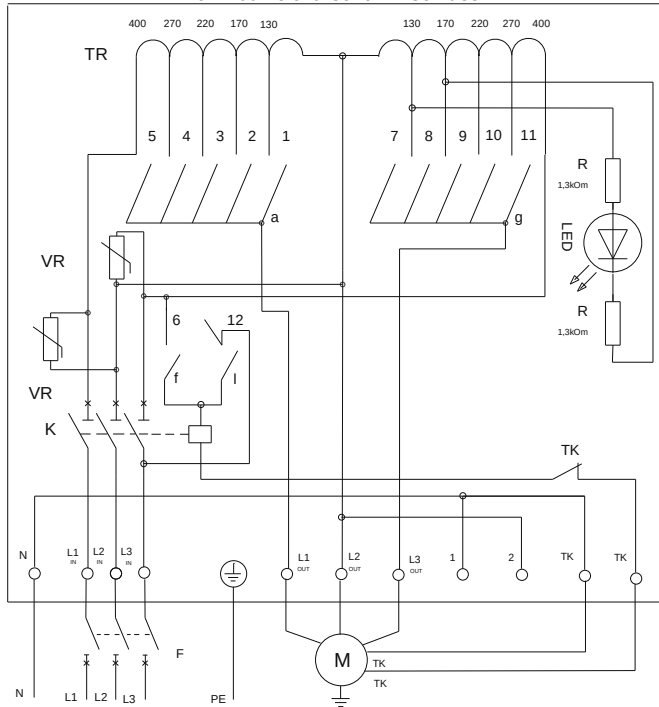 400 270 220 170 130 130 170 220 270 400
TR
5 4 3 2 1 7 8 9 10 11
a g
R
1,3kOm
LED
R
1,3kOm
VR
VR
6 12
f l
K
TK
N L1 IN L2 IN L3 IN L1 OUT L2 OUT L3 OUT 1 2 TK TK
F
M
TK
TK
N L1 L2 L3 PE